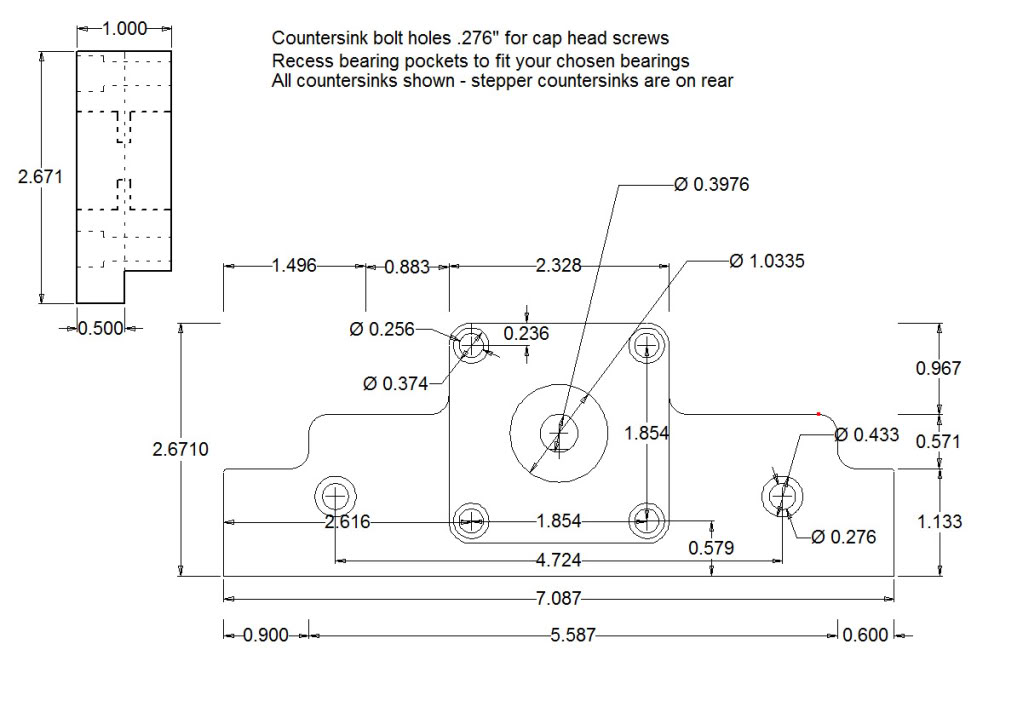 1.000
Countersink bolt holes .276" for cap head screws
Recess bearing pockets to fit your chosen bearings
All countersinks shown - stepper countersinks are on rear
2.671
Ø 0.3976
1.496
0.883
2.328
Ø 1.0335
0.500
Ø 0.256
0.236
0.967
Ø 0.374
1.854
Ø 0.433
0.571
2.6710
2.616
1.854
1.133
Ø 0.276
0.579
4.724
7.087
0.900
5.587
0.600